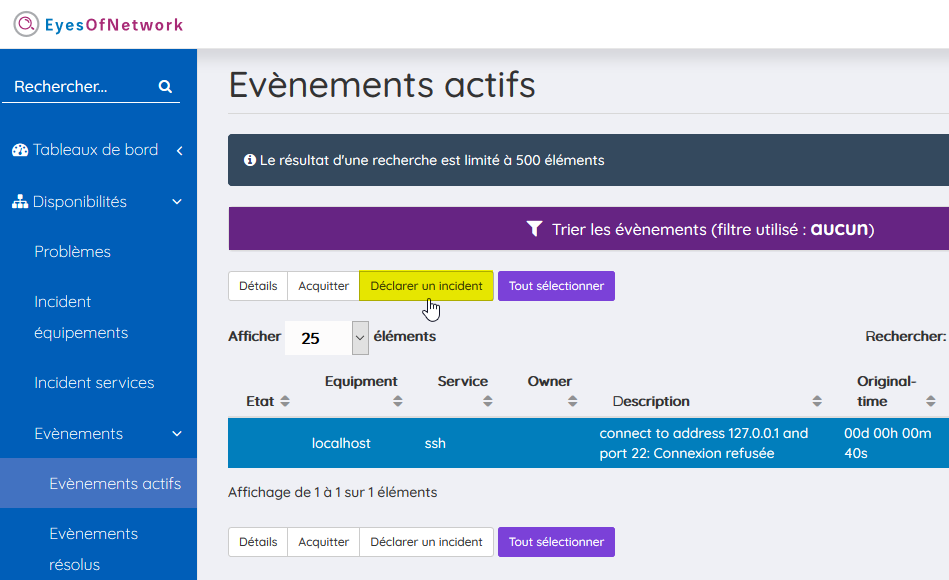 EyesOfNetwork
Rechercher...
Tableaux de bord
Disponibilités
Problèmes
Incident
équipements
Incident services
Evènements
Evènements actifs
Evènements
résolus
Evènements actifs
Le résultat d'une recherche est limité à 500 éléments
Trier les évènements (filtre utilisé : aucun)
Détails Acquitter Déclarer un incident Tout sélectionner
Afficher 25 éléments Rechercher:
Etat Equipment Service Owner Description Original-
time
localhost ssh connect to address 127.0.0.1 and 00d 00h 00m
port 22: Connexion refusée 40s
Affichage de 1 à 1 sur 1 éléments
Détails Acquitter Déclarer un incident Tout sélectionner